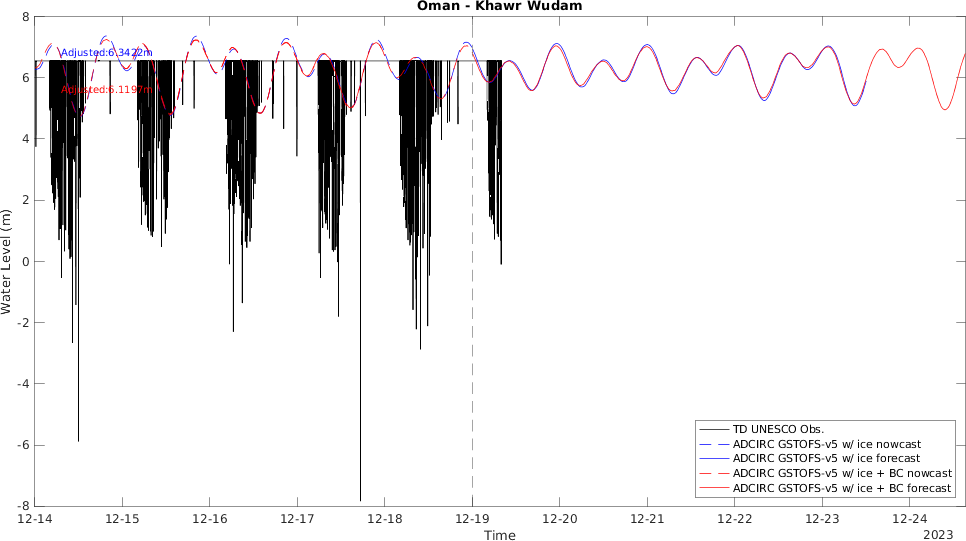 Oman - Khawr Wudam
8
6
4
2
0
-2
-4
-6
-8
Water Level (m)
Adjusted:6.3422m
Adjusted:6.1197m
TD UNESCO Obs.
ADCIRC GSTOFS-v5 w/ ice nowcast
ADCIRC GSTOFS-v5 w/ ice forecast
ADCIRC GSTOFS-v5 w/ ice + BC nowcast
ADCIRC GSTOFS-v5 w/ ice + BC forecast
12-14 12-15 12-16 12-17 12-18 12-19 12-20 12-21 12-22 12-23 12-24
Time
2023